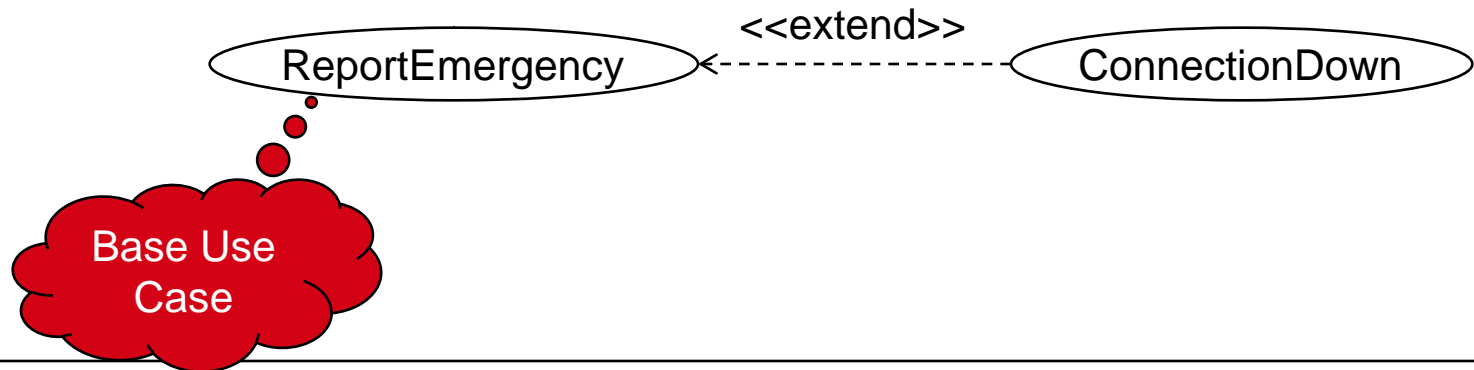 <<extend>>
ReportEmergency
ConnectionDown
Base Use
Case